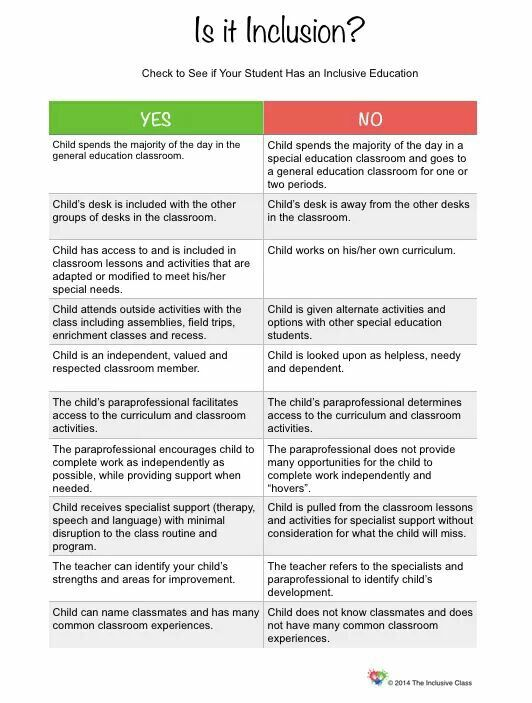 Is it Inclusion?
Check to See if Your Student Has an Inclusive Education
YES
NO
Child spends the majority of the day in the
general education classroom.
Child spends the majority of the day in a
special education classroom and goes to
a general education classroom for one or
two periods.
Child’s desk is included with the other
groups of desks in the classroom.
Child’s desk is away from the other desks
in the classroom.
Child has access to and is included in
classroom lessons and activities that are
adapted or modified to meet his/her
special needs.
Child works on his/her own curriculum.
Child attends outside activities with the
class including assemblies, field trips,
enrichment classes and recess.
Child is given alternate activities and
options with other special education
students.
Child is an independent, valued and
respected classroom member.
Child is looked upon as helpless, needy
and dependent.
The child’s paraprofessional facilitates
access to the curriculum and classroom
activities.
The child’s paraprofessional determines
access to the curriculum and classroom
activities.
The paraprofessional encourages child to
complete work as independently as
possible, while providing support when
needed.
The paraprofessional does not provide
many opportunities for the child to
complete work independently and
“hovers”.
Child receives specialist support (therapy,
speech and language) with minimal
disruption to the class routine and
program.
Child is pulled from the classroom lessons
and activities for specialist support without
consideration for what the child will miss.
The teacher can identify your child’s
strengths and areas for improvement.
The teacher refers to the specialists and
paraprofessional to identify child’s
development.
Child can name classmates and has many
common classroom experiences.
Child does not know classmates and does
not have many common classroom
experiences.
© 2014 The Inclusive Class